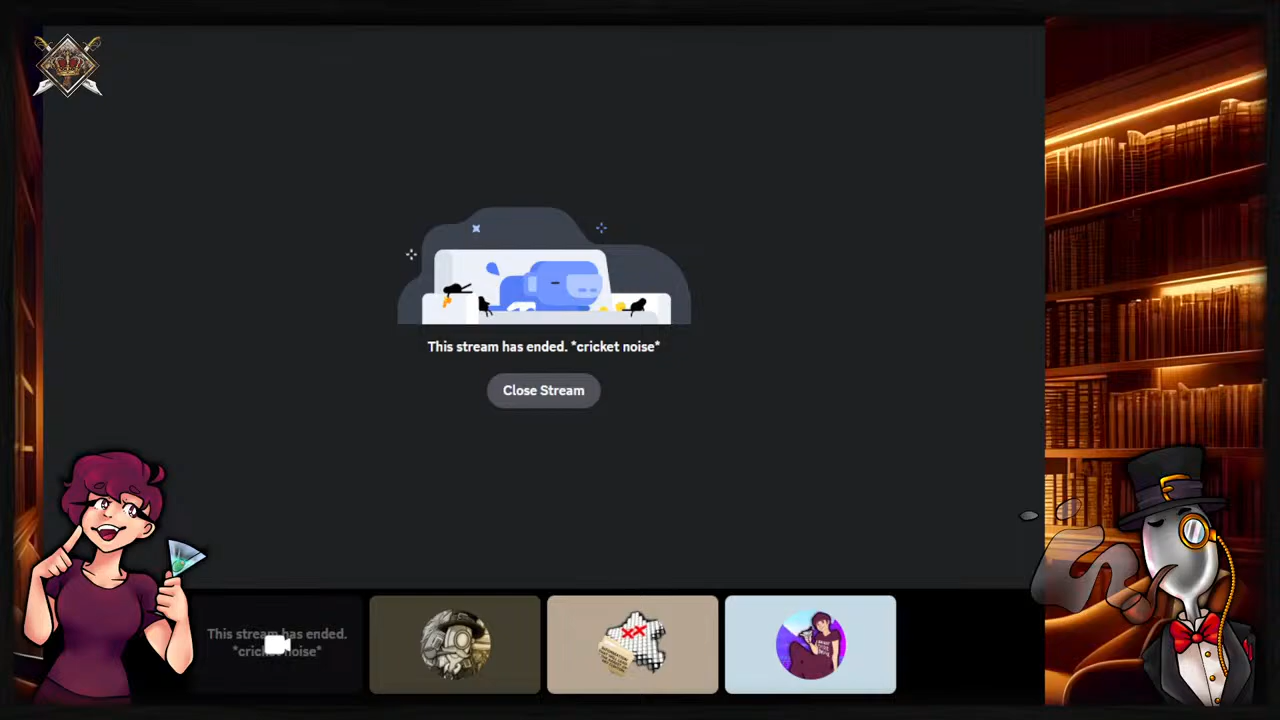 This stream has ended. *cricket noise*
Close Stream
This stream has ended.
*cricket noise*